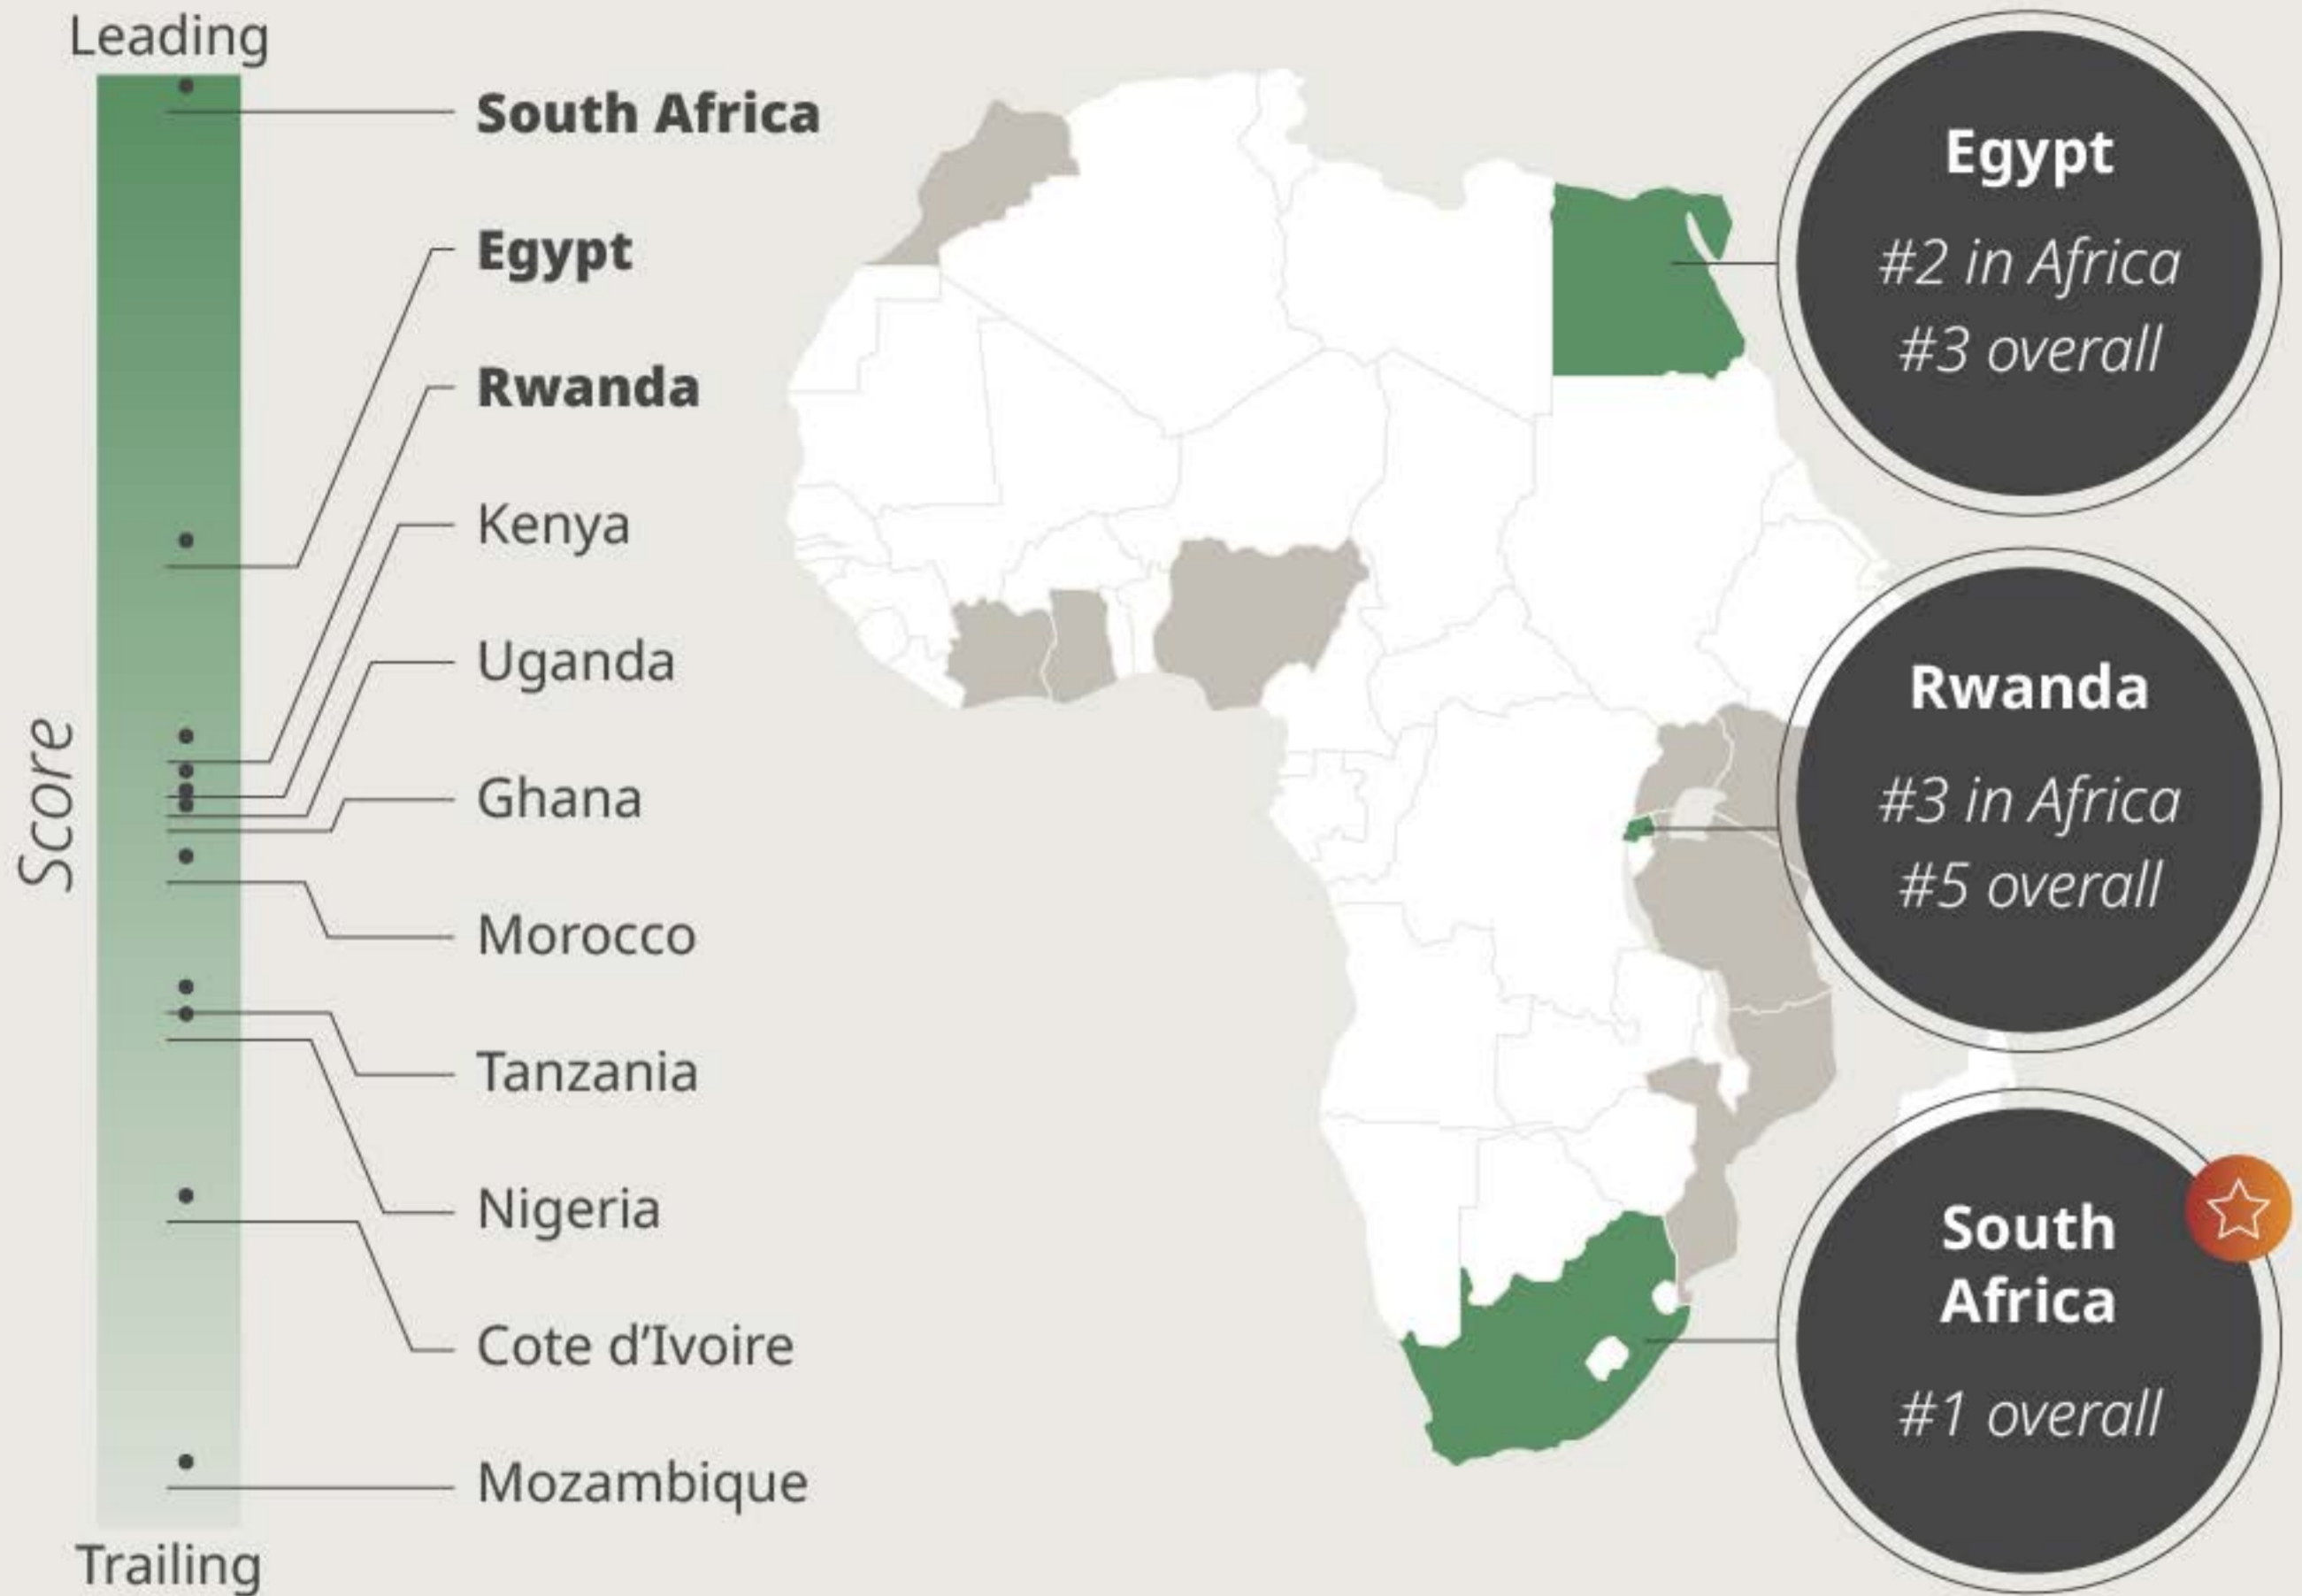 Leading
Score
South Africa
Egypt
Rwanda
Kenya
Uganda
Ghana
Morocco
Tanzania
Nigeria
Cote d’Ivoire
Mozambique
Trailing
Egypt
#2 in Africa
#3 overall
Rwanda
#3 in Africa
#5 overall
South
Africa
#1 overall